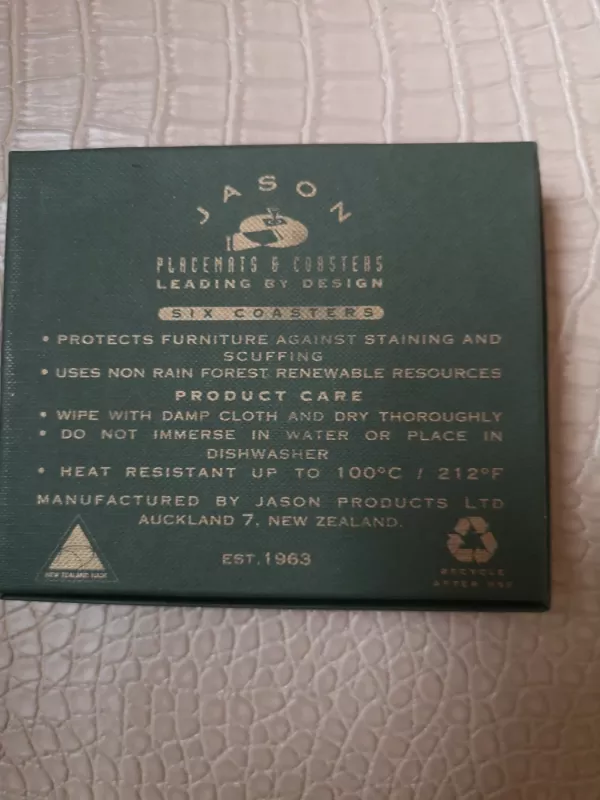 JASON
PLACEMATS & COASTERS
LEADING BY DESIGN
SIX COASTERS
• PROTECTS FURNITURE AGAINST STAINING AND
SCUFFING
• USES NON RAIN FOREST RENEWABLE RESOURCES
PRODUCT CARE
• WIPE WITH DAMP CLOTH AND DRY THOROUGHLY
• DO NOT IMMERSE IN WATER OR PLACE IN
DISHWASHER
• HEAT RESISTANT UP TO 100°C / 212°F
MANUFACTURED BY JASON PRODUCTS LTD
AUCKLAND 7, NEW ZEALAND.
EST.1963
NEW ZEALAND MADE
RECYCLE
AFTER USE